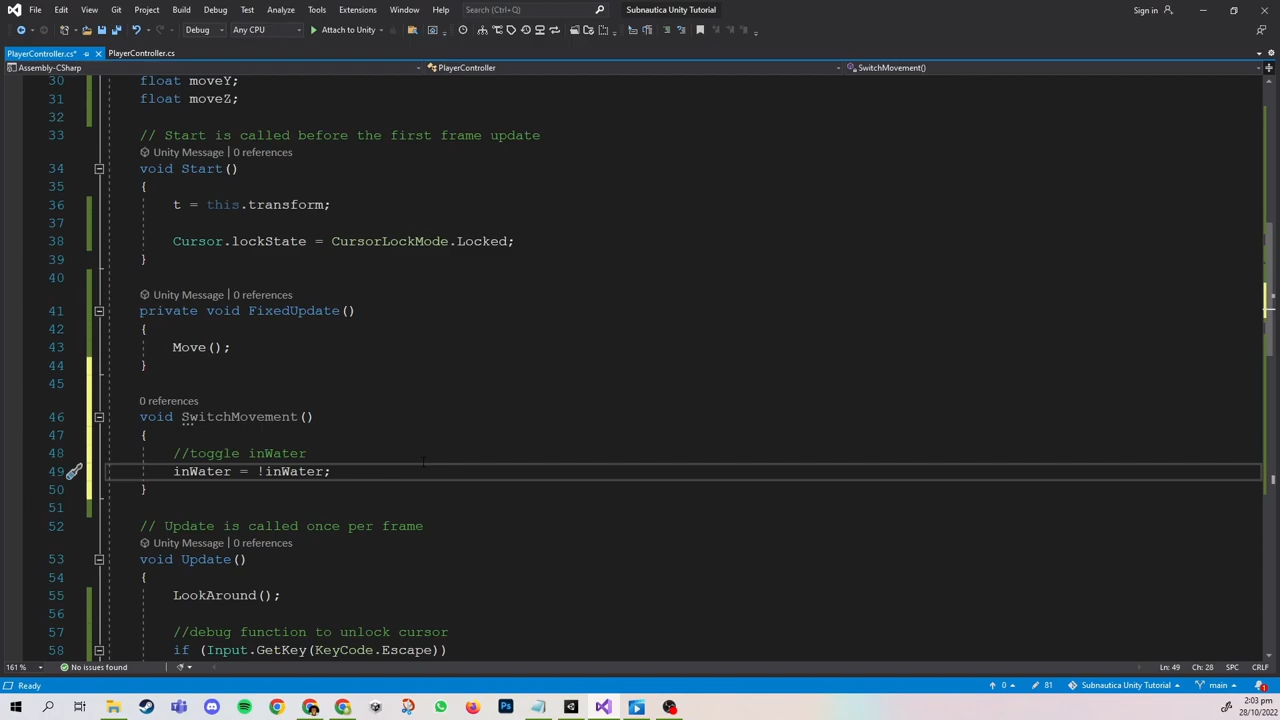 File Edit View Git Project Build Debug Test Analyze Tools Extensions Window Help Search (Ctrl+Q) Subnautica Unity Tutorial Sign in
Debug Any CPU Attach to Unity
PlayerController.cs* PlayerController.cs
Assembly-CSharp PlayerController SwitchMovement()
30 float moveY;
31 float moveZ;
32
33 // Start is called before the first frame update
Unity Message | 0 references
34 void Start()
35 {
36 t = this.transform;
37
38 Cursor.lockState = CursorLockMode.Locked;
39 }
40
Unity Message | 0 references
41 private void FixedUpdate()
42 {
43 Move();
44 }
45
0 references
46 void SwitchMovement()
47 {
48 //toggle inWater
49 inWater = !inWater;
50 }
51
52 // Update is called once per frame
Unity Message | 0 references
53 void Update()
54 {
55 LookAround();
56
57 //debug function to unlock cursor
58 if (Input.GetKey(KeyCode.Escape))
161 % No issues found Ln: 49 Ch: 28 SPC CRLF
Ready 0 81 Subnautica Unity Tutorial main 1
2:03 pm
28/10/2022